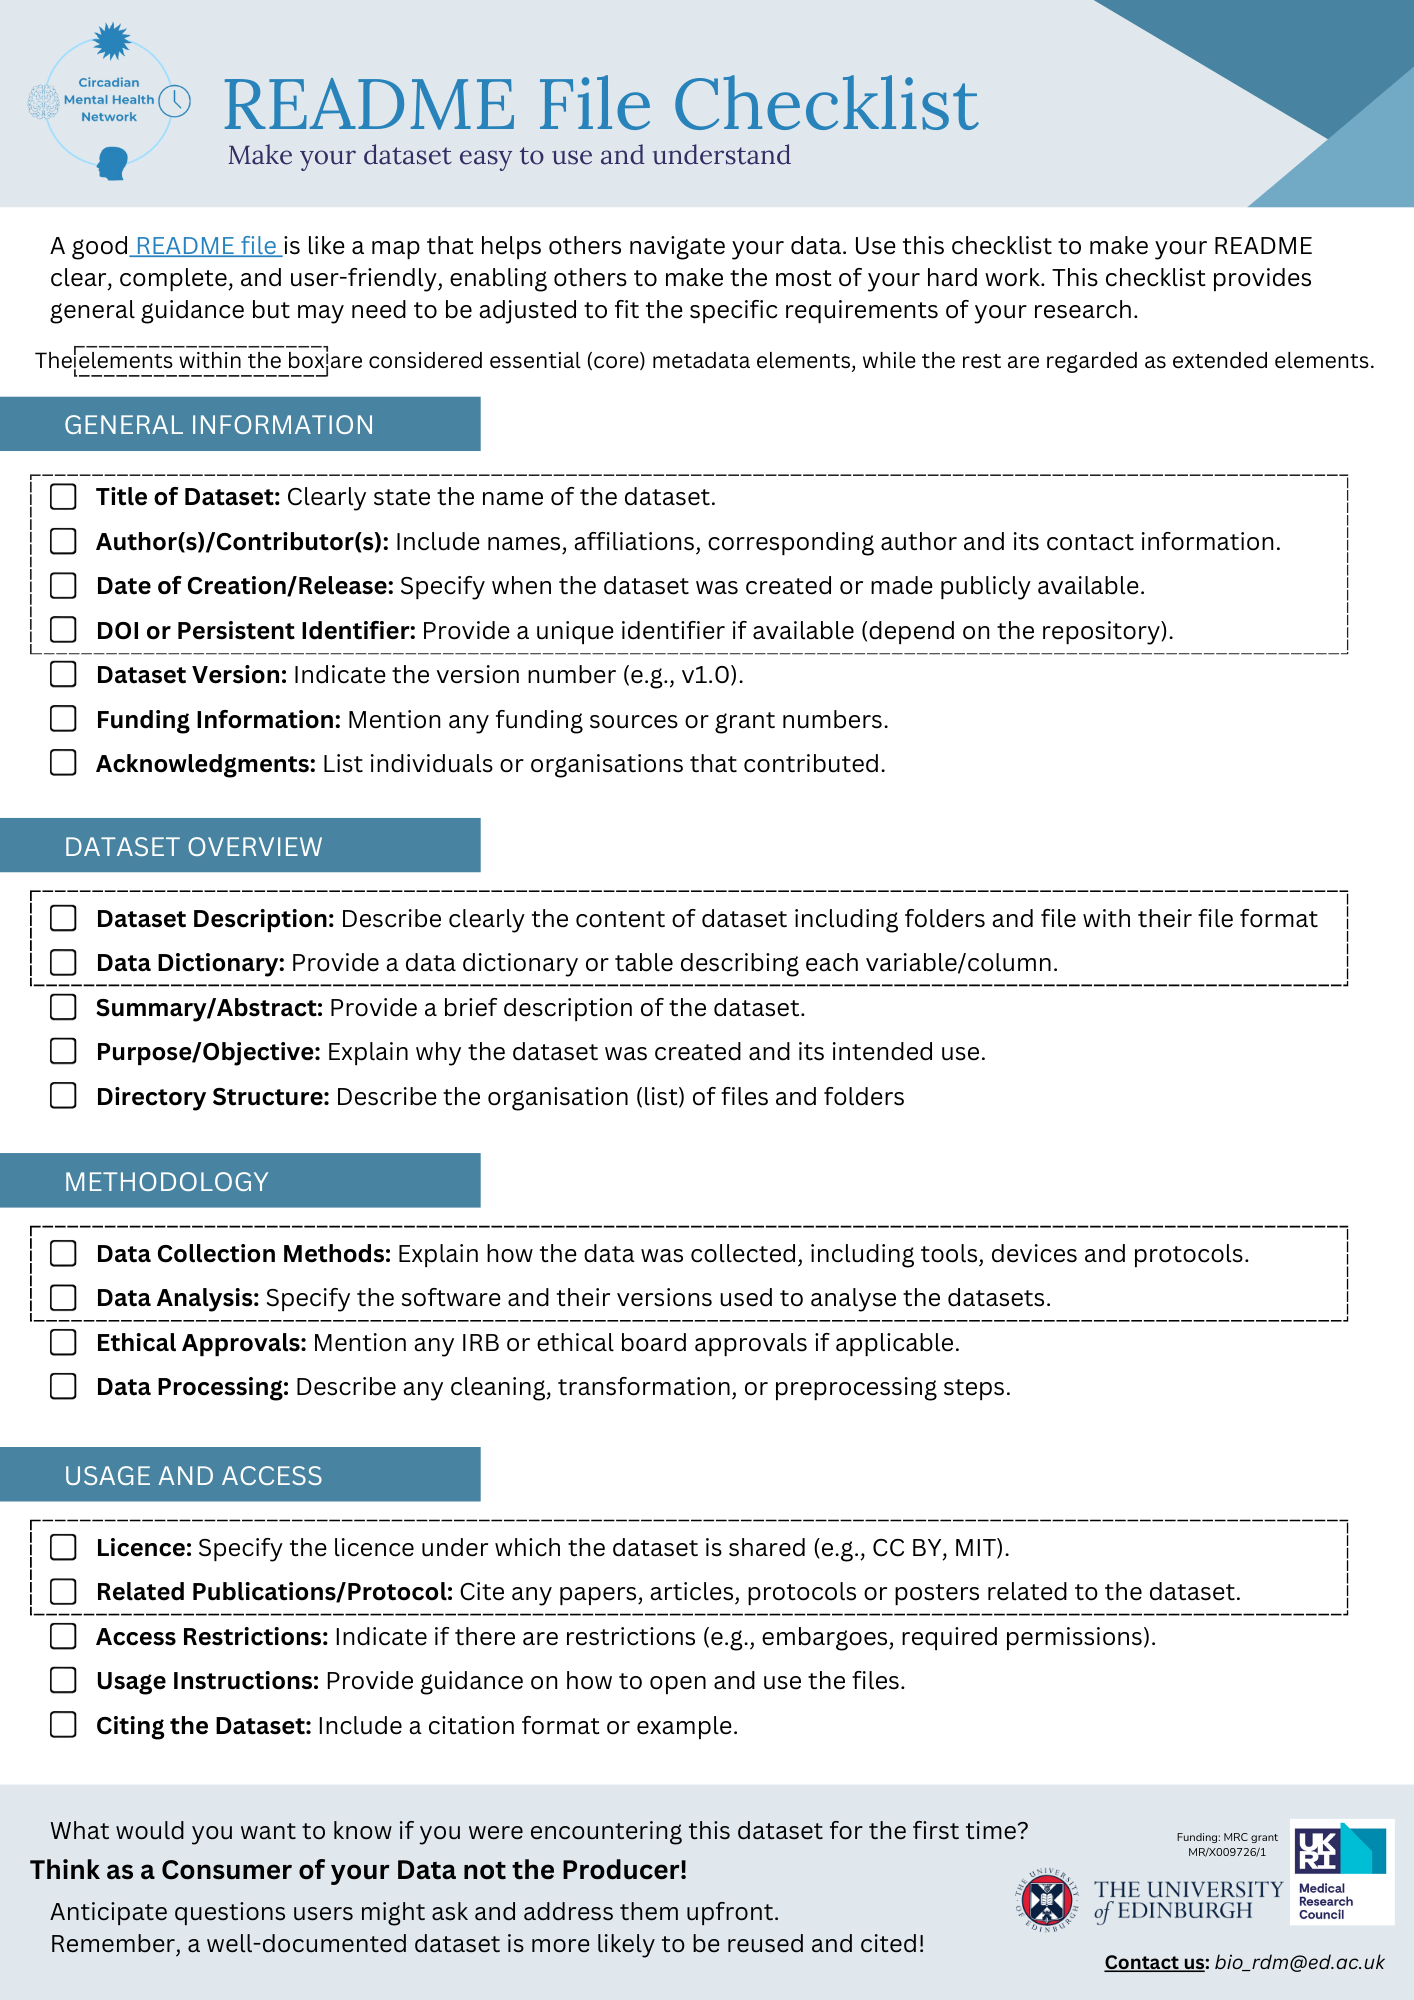 Circadian
Mental Health
Network
README File Checklist
Make your dataset easy to use and understand
A good README file is like a map that helps others navigate your data. Use this checklist to make your README
clear, complete, and user-friendly, enabling others to make the most of your hard work. This checklist provides
general guidance but may need to be adjusted to fit the specific requirements of your research.
The elements within the box are considered essential (core) metadata elements, while the rest are regarded as extended elements.
GENERAL INFORMATION
Title of Dataset: Clearly state the name of the dataset.
Author(s)/Contributor(s): Include names, affiliations, corresponding author and its contact information.
Date of Creation/Release: Specify when the dataset was created or made publicly available.
DOI or Persistent Identifier: Provide a unique identifier if available (depend on the repository).
Dataset Version: Indicate the version number (e.g., v1.0).
Funding Information: Mention any funding sources or grant numbers.
Acknowledgments: List individuals or organisations that contributed.
DATASET OVERVIEW
Dataset Description: Describe clearly the content of dataset including folders and file with their file format
Data Dictionary: Provide a data dictionary or table describing each variable/column.
Summary/Abstract: Provide a brief description of the dataset.
Purpose/Objective: Explain why the dataset was created and its intended use.
Directory Structure: Describe the organisation (list) of files and folders
METHODOLOGY
Data Collection Methods: Explain how the data was collected, including tools, devices and protocols.
Data Analysis: Specify the software and their versions used to analyse the datasets.
Ethical Approvals: Mention any IRB or ethical board approvals if applicable.
Data Processing: Describe any cleaning, transformation, or preprocessing steps.
USAGE AND ACCESS
Licence: Specify the licence under which the dataset is shared (e.g., CC BY, MIT).
Related Publications/Protocol: Cite any papers, articles, protocols or posters related to the dataset.
Access Restrictions: Indicate if there are restrictions (e.g., embargoes, required permissions).
Usage Instructions: Provide guidance on how to open and use the files.
Citing the Dataset: Include a citation format or example.
What would you want to know if you were encountering this dataset for the first time?
Think as a Consumer of your Data not the Producer!
Anticipate questions users might ask and address them upfront.
Remember, a well-documented dataset is more likely to be reused and cited!
Funding: MRC grant
MR/X009726/1
THE UNIVERSITY OF EDINBURGH
THE UNIVERSITY
of EDINBURGH
UK
RI
Medical
Research
Council
Contact us: bio_rdm@ed.ac.uk